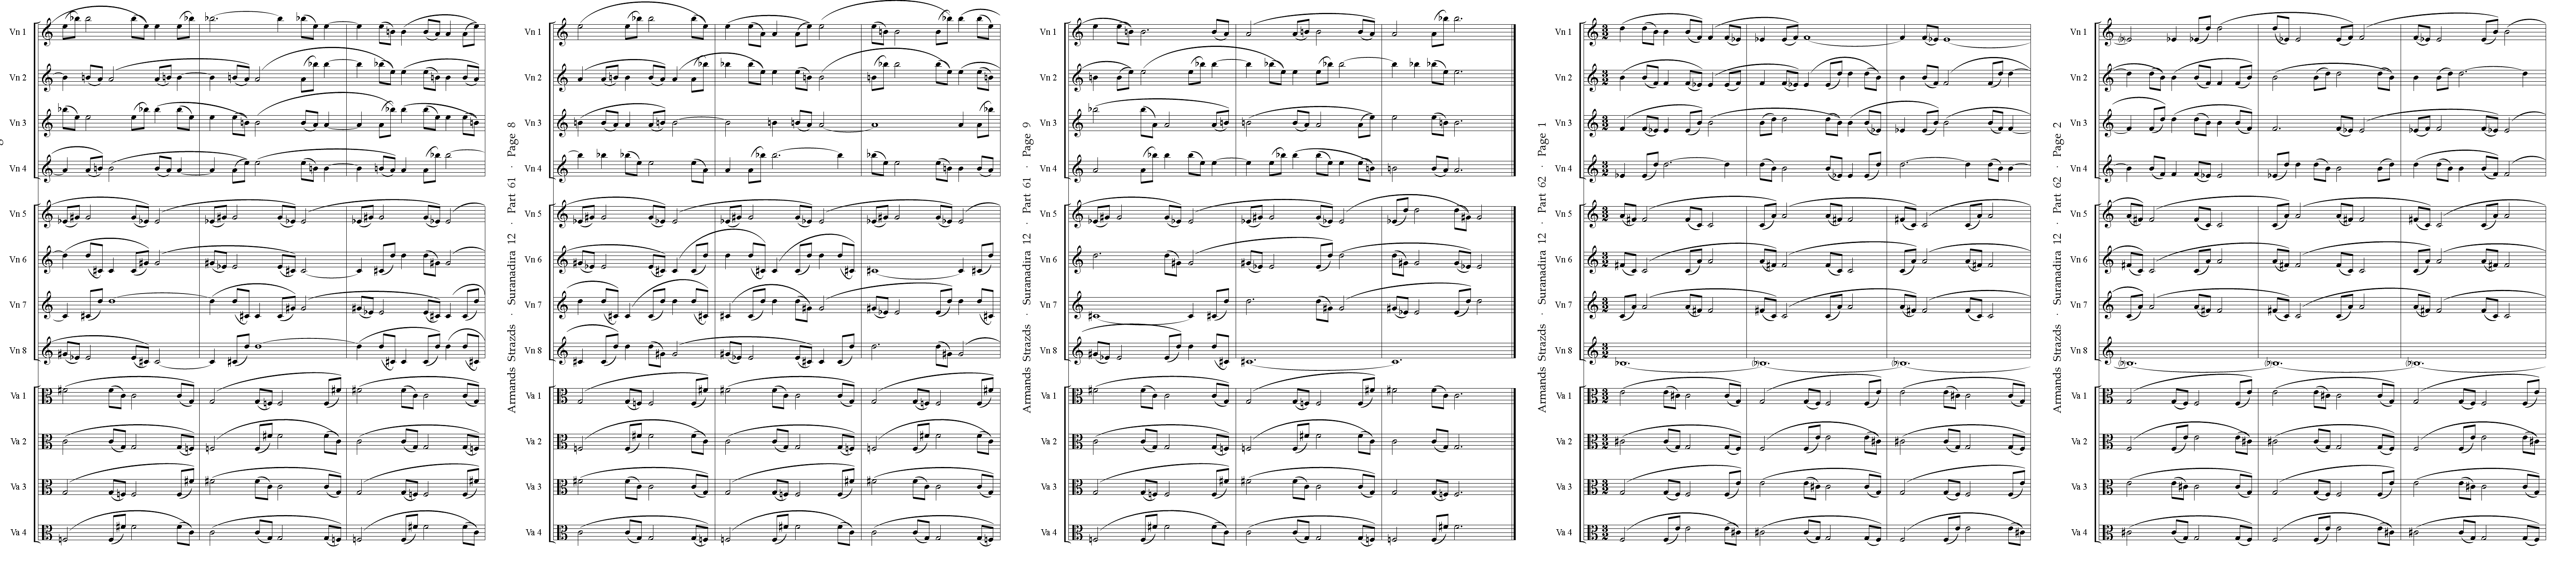 Vn 1
Vn 2
Vn 3
Vn 4
Vn 5
Vn 6
Vn 7
Vn 8
Va 1
Va 2
Va 3
Va 4
Armands Strazds · Suranadira 12 · Part 61 · Page 8
Vn 1
Vn 2
Vn 3
Vn 4
Vn 5
Vn 6
Vn 7
Vn 8
Va 1
Va 2
Va 3
Va 4
Armands Strazds · Suranadira 12 · Part 61 · Page 9
Vn 1
Vn 2
Vn 3
Vn 4
Vn 5
Vn 6
Vn 7
Vn 8
Va 1
Va 2
Va 3
Va 4
Armands Strazds · Suranadira 12 · Part 62 · Page 1
Vn 1
Vn 2
Vn 3
Vn 4
Vn 5
Vn 6
Vn 7
Vn 8
Va 1
Va 2
Va 3
Va 4
Armands Strazds · Suranadira 12 · Part 62 · Page 2
Vn 1
Vn 2
Vn 3
Vn 4
Vn 5
Vn 6
Vn 7
Vn 8
Va 1
Va 2
Va 3
Va 4